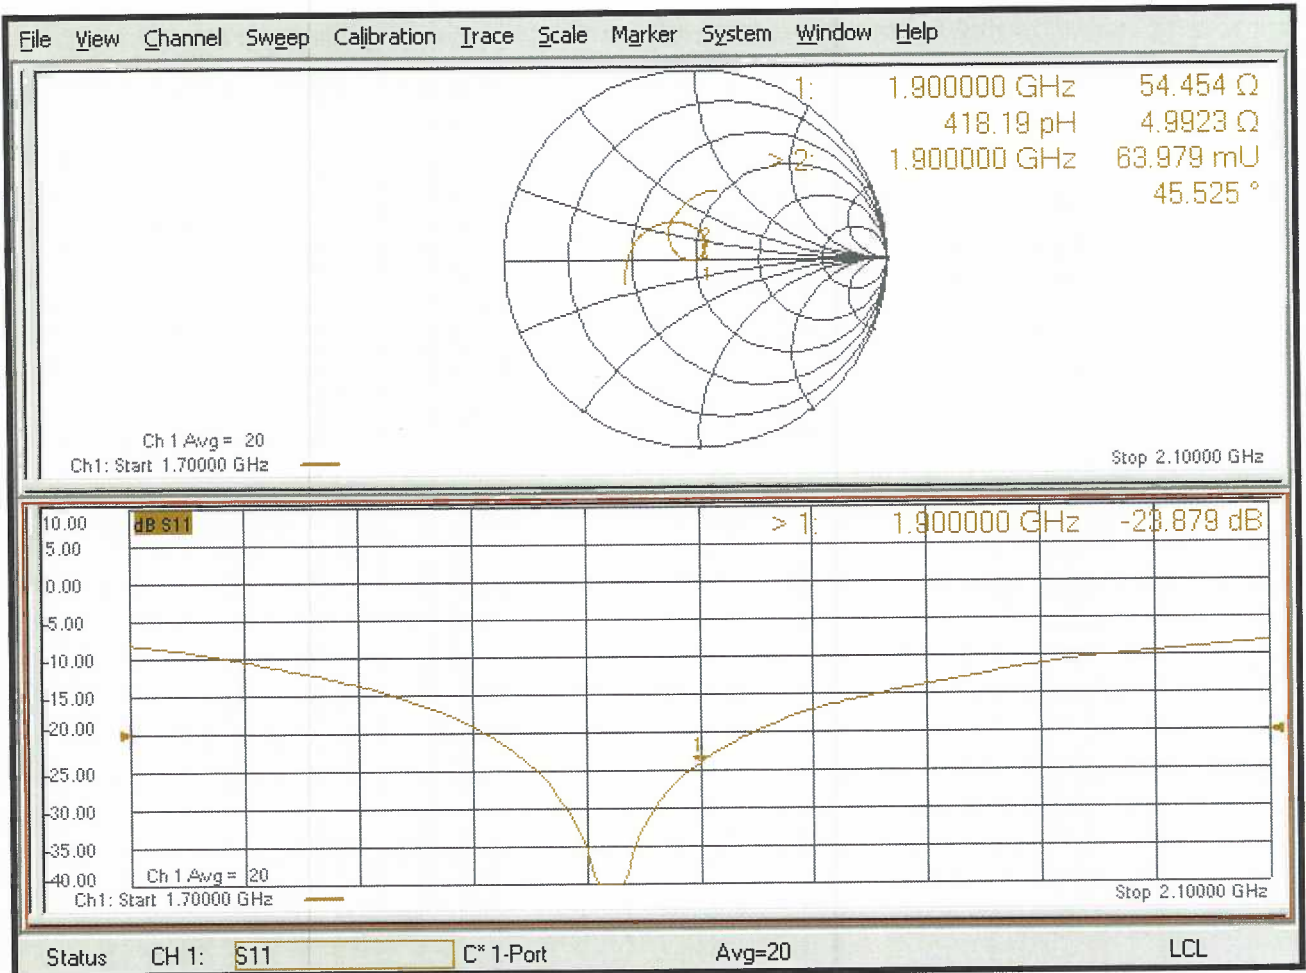 File View Channel Sweep Calibration Trace Scale Marker System Window Help
1: 1.900000 GHz 54.454 Ω
418.19 pH 4.9923 Ω
> 2: 1.900000 GHz 63.979 mU
45.525 °
2
1
Ch 1 Avg = 20
Ch1: Start 1.70000 GHz
Stop 2.10000 GHz
10.00
dB S11
> 1: 1.900000 GHz -23.879 dB
5.00
0.00
-5.00
-10.00
-15.00
-20.00
1
-25.00
-30.00
-35.00
-40.00
Ch 1 Avg = 20
Ch1: Start 1.70000 GHz
Stop 2.10000 GHz
Status CH 1: S11 C* 1-Port Avg=20 LCL